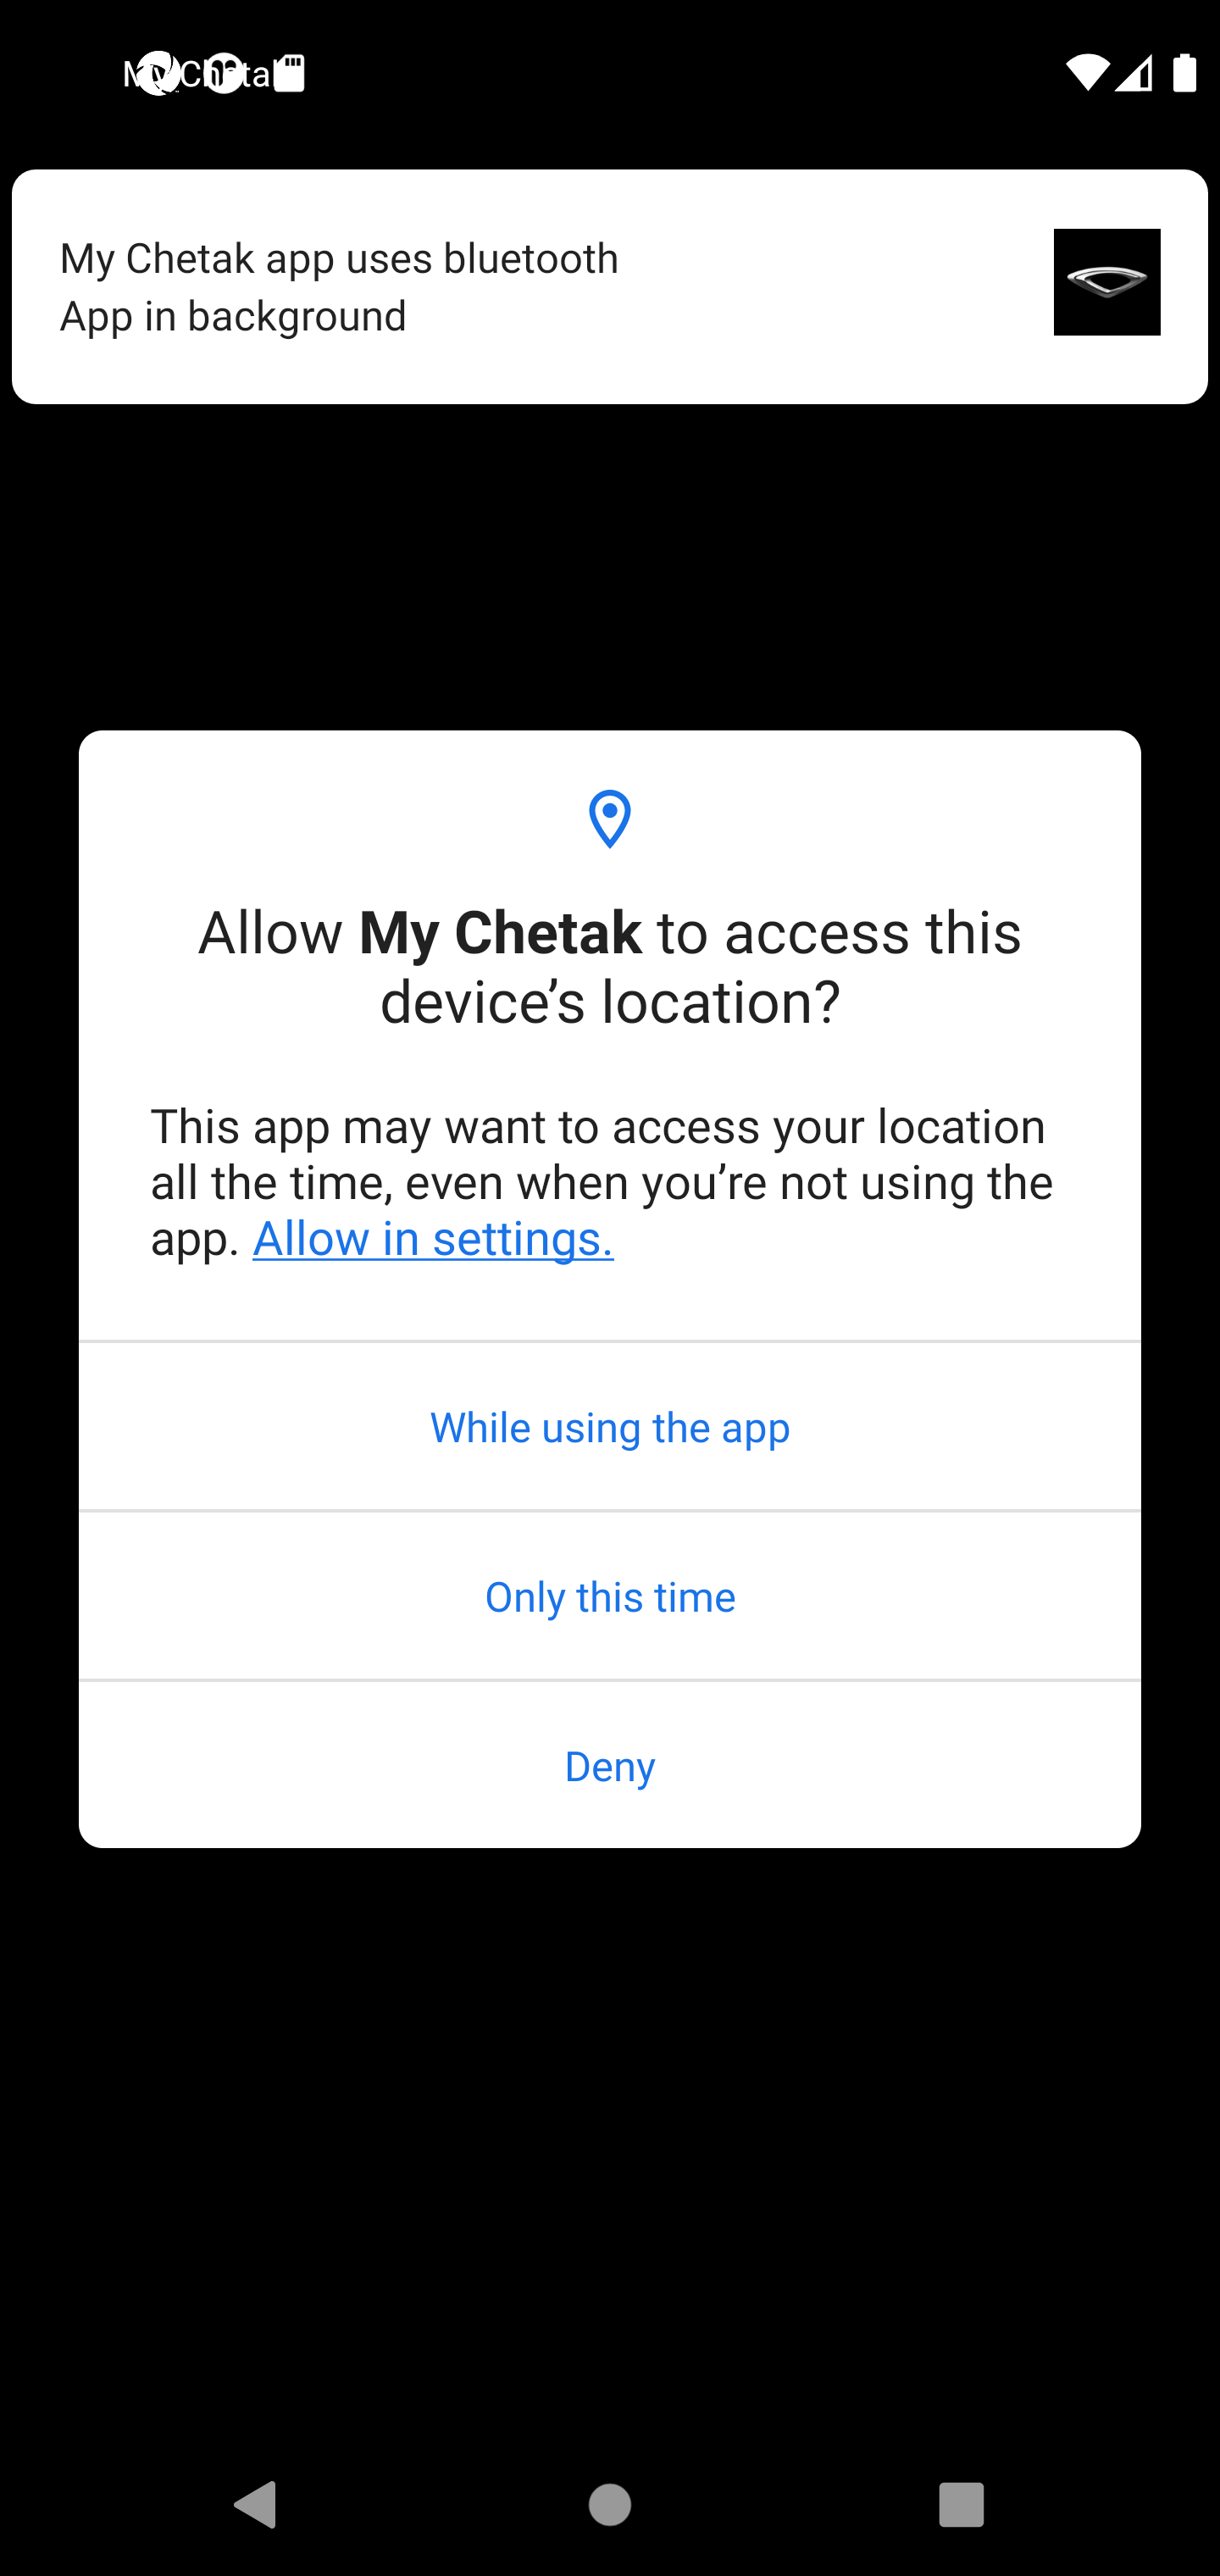 My Chetak
My Chetak app uses bluetooth
App in background
Allow My Chetak to access this
device’s location?
This app may want to access your location
all the time, even when you’re not using the
app. Allow in settings.
While using the app
Only this time
Deny